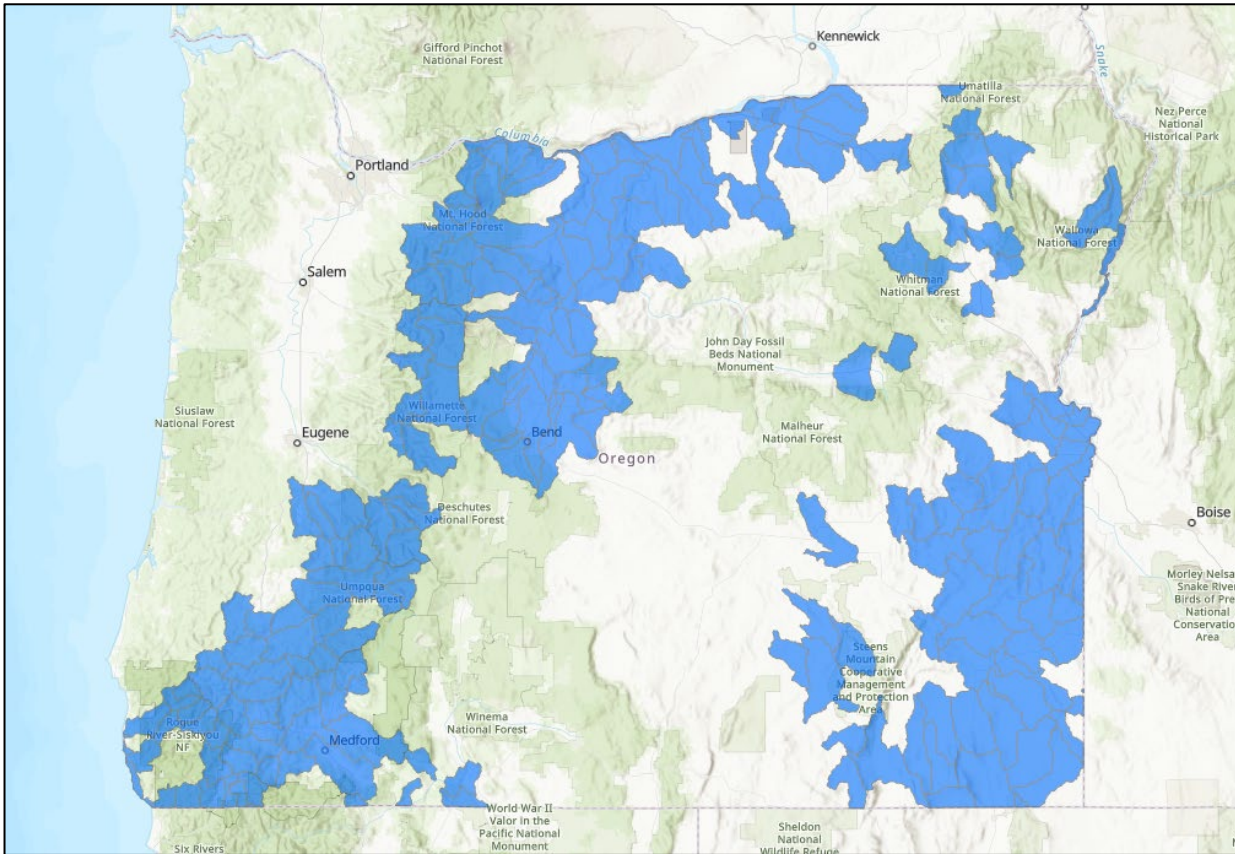 Gifford Pinchot
National Forest
Kennewick
Snake
Umatilla
National Forest
Nez Perce
National
Historical Park
Columbia
Portland
Mt. Hood
National Forest
Wallowa
National Forest
Salem
Whitman
National Forest
John Day Fossil
Beds National
Monument
Siuslaw
National Forest
Willamette
National Forest
Eugene
Bend
Malheur
National Forest
Oregon
Deschutes
National Forest
Boise
Umpqua
National Forest
Morley Nelson
Snake River
Birds of Prey
National
Conservation
Area
Steens
Mountain
Cooperative
Management
and Protection
Area
Rogue
River-Siskiyou
NF
Winema
National Forest
Medford
World War II
Valor in the
Pacific National
Monument
Sheldon
National
Wildlife Refuge
Six Rivers